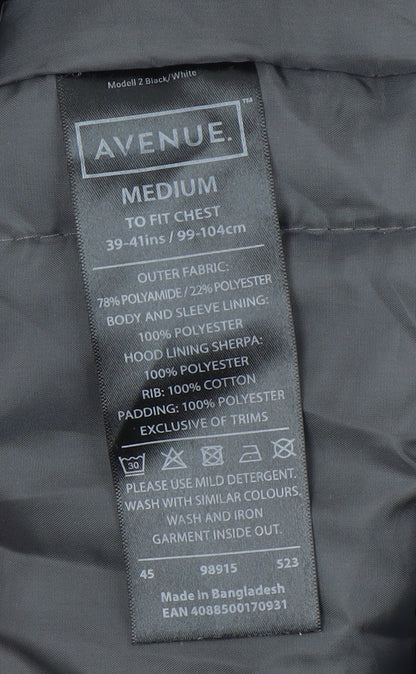 Modell 2 Black/White
AVENUE.™
MEDIUM
TO FIT CHEST
39-41ins / 99-104cm
OUTER FABRIC:
78% POLYAMIDE / 22% POLYESTER
BODY AND SLEEVE LINING:
100% POLYESTER
HOOD LINING SHERPA:
100% POLYESTER
RIB: 100% COTTON
PADDING: 100% POLYESTER
EXCLUSIVE OF TRIMS
30
PLEASE USE MILD DETERGENT.
WASH WITH SIMILAR COLOURS.
WASH AND IRON
GARMENT INSIDE OUT.
45 98915 523
Made in Bangladesh
EAN 4088500170931